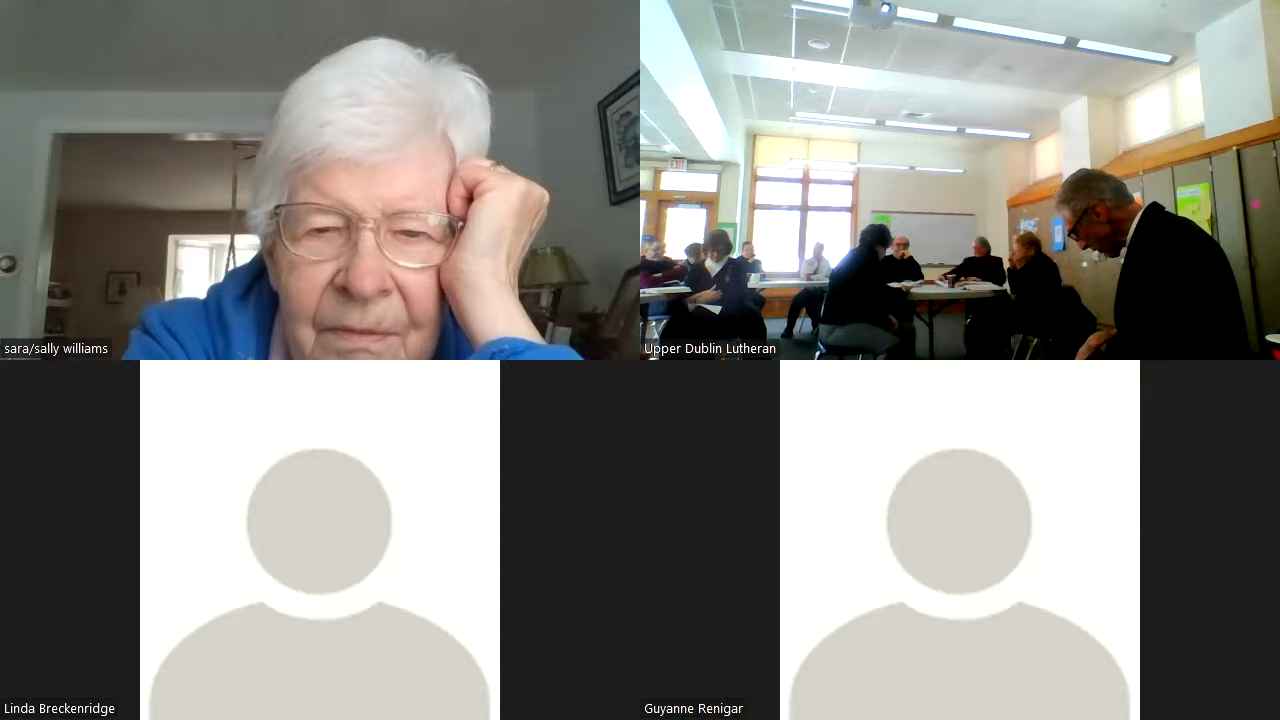 sara/sally williams
Upper Dublin Lutheran
Linda Breckenridge
Guyanne Renigar